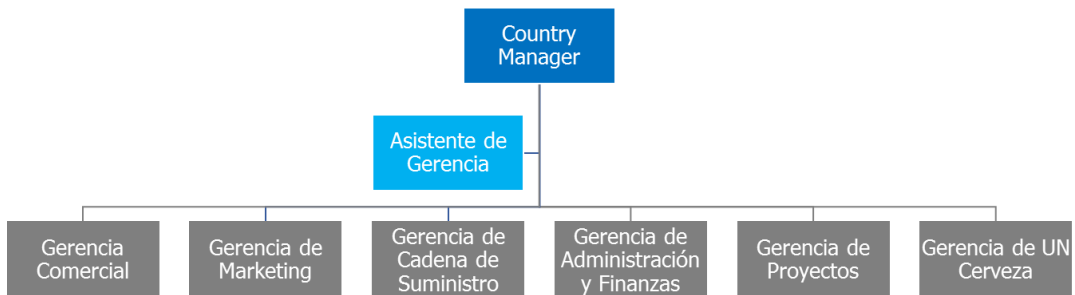 Country
Manager
Asistente de
Gerencia
Gerencia
Comercial
Gerencia de
Marketing
Gerencia de
Cadena de
Suministro
Gerencia de
Administración
y Finanzas
Gerencia de
Proyectos
Gerencia de UN
Cerveza